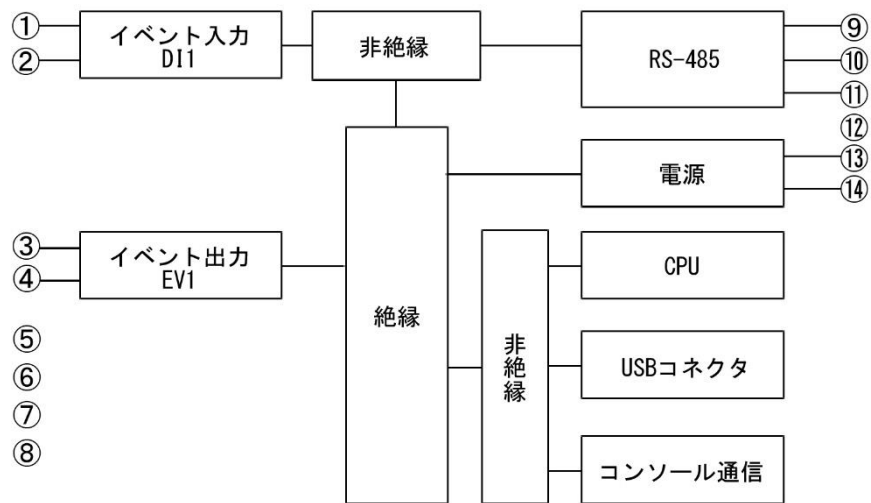 ①
②
イベント入力
DI1
非絶縁
RS-485
⑨
⑩
⑪
⑫
⑬
⑭
電源
③
④
イベント出力
EV1
絶縁
非絶縁
CPU
USBコネクタ
コンソール通信
⑤
⑥
⑦
⑧